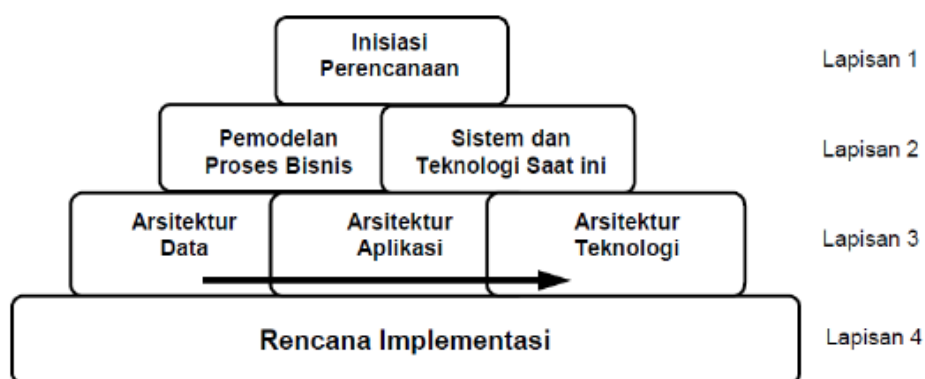 Inisiasi
Perencanaan
Lapisan 1
Pemodelan
Proses Bisnis
Sistem dan
Teknologi Saat ini
Lapisan 2
Arsitektur
Data
Arsitektur
Aplikasi
Arsitektur
Teknologi
Lapisan 3
Rencana Implementasi
Lapisan 4